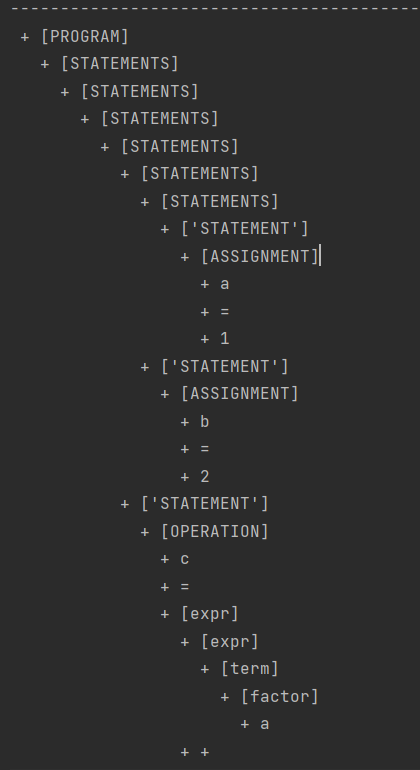 ------------------------------------------
+ [PROGRAM]
+ [STATEMENTS]
+ [STATEMENTS]
+ [STATEMENTS]
+ [STATEMENTS]
+ [STATEMENTS]
+ [STATEMENTS]
+ ['STATEMENT']
+ [ASSIGNMENT]
+ a
+ =
+ 1
+ ['STATEMENT']
+ [ASSIGNMENT]
+ b
+ =
+ 2
+ ['STATEMENT']
+ [OPERATION]
+ c
+ =
+ [expr]
+ [expr]
+ [term]
+ [factor]
+ a
+ +